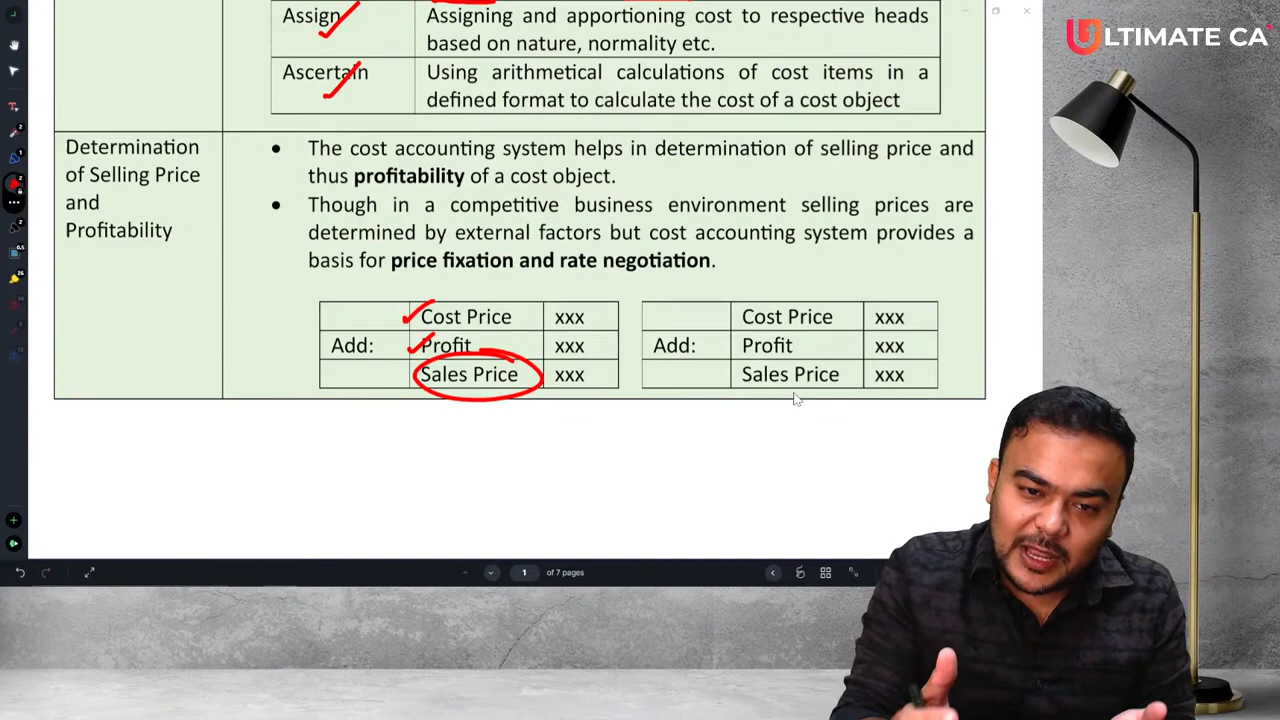 ULTIMATE CA
Assign
Assigning and apportioning cost to respective heads
based on nature, normality etc.
Ascertain
Using arithmetical calculations of cost items in a
defined format to calculate the cost of a cost object
Determination
of Selling Price
and
Profitability
• The cost accounting system helps in determination of selling price and
thus profitability of a cost object.
• Though in a competitive business environment selling prices are
determined by external factors but cost accounting system provides a
basis for price fixation and rate negotiation.
Cost Price xxx
Add: Profit xxx
Sales Price xxx
Cost Price xxx
Add: Profit xxx
Sales Price xxx
1 of 7 pages